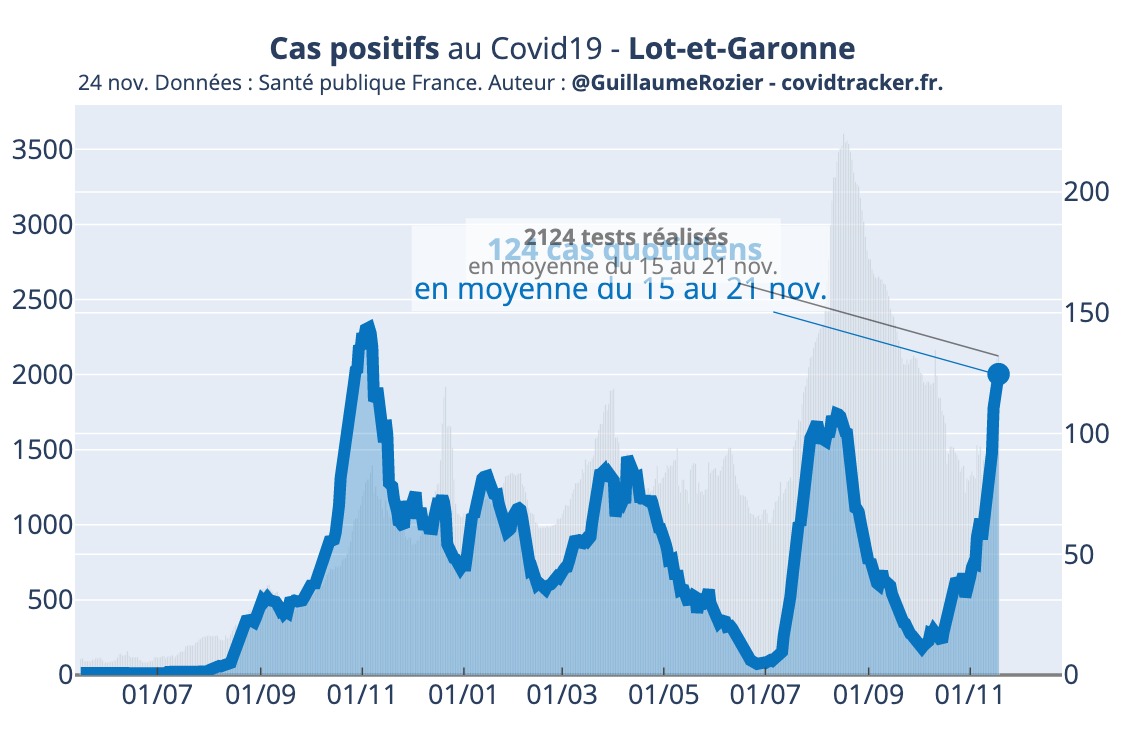 Cas positifs au Covid19 - Lot-et-Garonne
24 nov. Données : Santé publique France. Auteur : @GuillaumeRozier - covidtracker.fr.
3500
3000
2500
2000
1500
1000
500
0
200
150
100
50
0
2124 tests réalisés
en moyenne du 15 au 21 nov.
124 cas quotidiens
en moyenne du 15 au 21 nov.
01/07 01/09 01/11 01/01 01/03 01/05 01/07 01/09 01/11